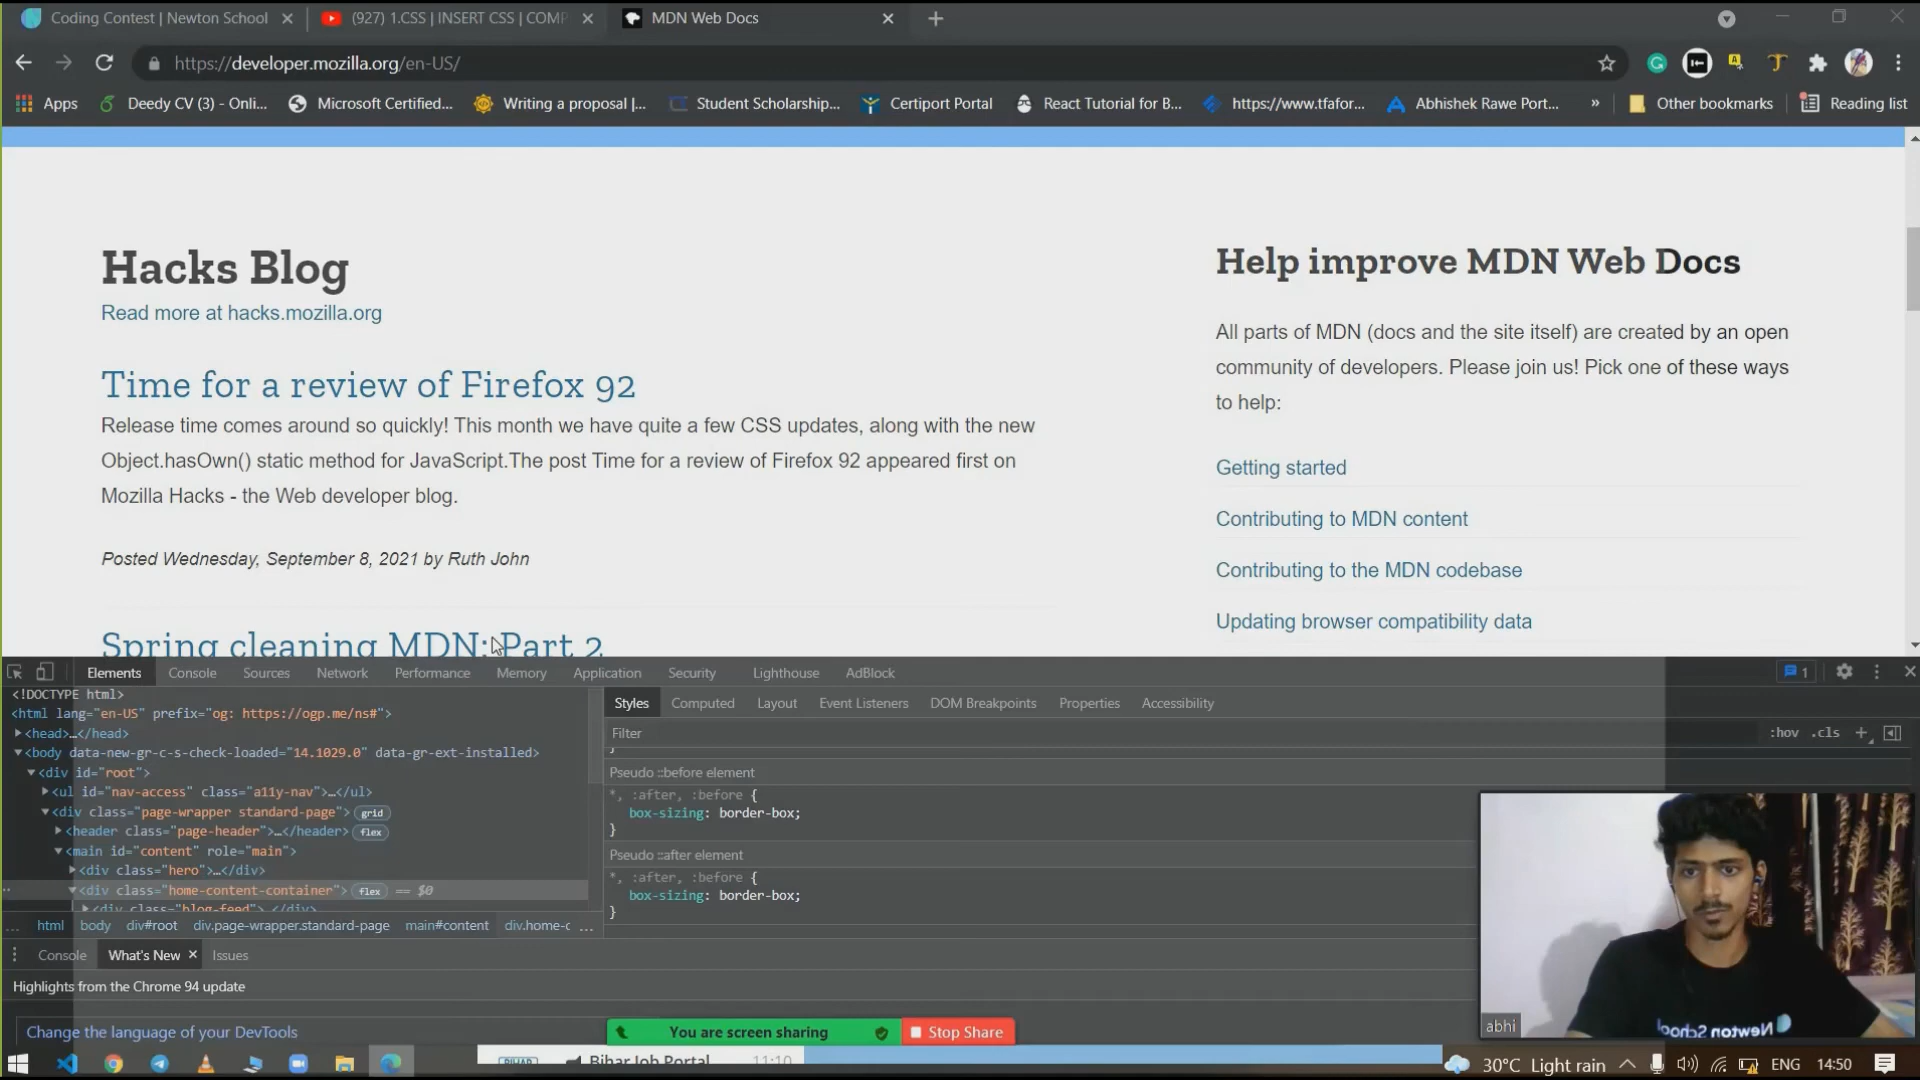 Coding Contest | Newton School
(927) 1.CSS | INSERT CSS | COMP
MDN Web Docs
https://developer.mozilla.org/en-US/
Apps
Deedy CV (3) - Onli...
Microsoft Certified...
Writing a proposal |...
Student Scholarship...
Certiport Portal
React Tutorial for B...
https://www.tfafor...
Abhishek Rawe Port...
»
Other bookmarks
Reading list
Hacks Blog
Read more at hacks.mozilla.org
Time for a review of Firefox 92
Release time comes around so quickly! This month we have quite a few CSS updates, along with the new
Object.hasOwn() static method for JavaScript.The post Time for a review of Firefox 92 appeared first on
Mozilla Hacks - the Web developer blog.
Posted Wednesday, September 8, 2021 by Ruth John
Spring cleaning MDN: Part 2
Help improve MDN Web Docs
All parts of MDN (docs and the site itself) are created by an open
community of developers. Please join us! Pick one of these ways
to help:
Getting started
Contributing to MDN content
Contributing to the MDN codebase
Updating browser compatibility data
Elements Console Sources Network Performance Memory Application Security Lighthouse AdBlock
1
<!DOCTYPE html>
<html lang="en-US" prefix="og: https://ogp.me/ns#">
<head>…</head>
<body data-new-gr-c-s-check-loaded="14.1029.0" data-gr-ext-installed>
<div id="root">
<ul id="nav-access" class="a11y-nav">…</ul>
<div class="page-wrapper standard-page"> grid
<header class="page-header">…</header> flex
<main id="content" role="main">
<div class="hero">…</div>
<div class="home-content-container"> flex == $0
<div class="blog-feed">…</div>
... html body div#root div.page-wrapper.standard-page main#content div.home-c ...
Styles Computed Layout Event Listeners DOM Breakpoints Properties Accessibility
Filter
:hov .cls +
}
Pseudo ::before element
*, :after, :before {
box-sizing: border-box;
}
Pseudo ::after element
*, :after, :before {
box-sizing: border-box;
}
Console What's New Issues
Highlights from the Chrome 94 update
Change the language of your DevTools
You are screen sharing
Stop Share
abhi
Newton School
BIHAR
Bihar Job Portal 11:10
30°C Light rain
ENG
14:50